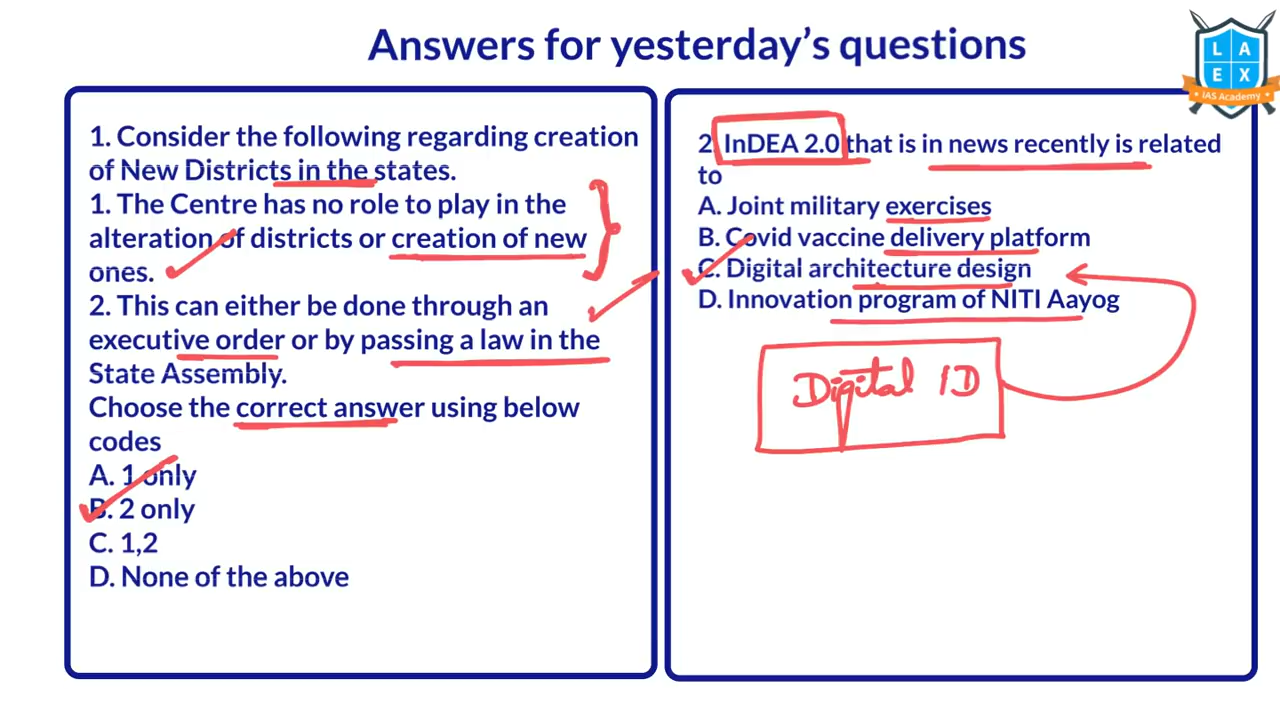 Answers for yesterday's questions
L A
E X
IAS Academy
1. Consider the following regarding creation
of New Districts in the states.
1. The Centre has no role to play in the
alteration of districts or creation of new
ones.
2. This can either be done through an
executive order or by passing a law in the
State Assembly.
Choose the correct answer using below
codes
A. 1 only
B. 2 only
C. 1,2
D. None of the above
2. InDEA 2.0 that is in news recently is related
to
A. Joint military exercises
B. Covid vaccine delivery platform
C. Digital architecture design
D. Innovation program of NITI Aayog
Digital ID